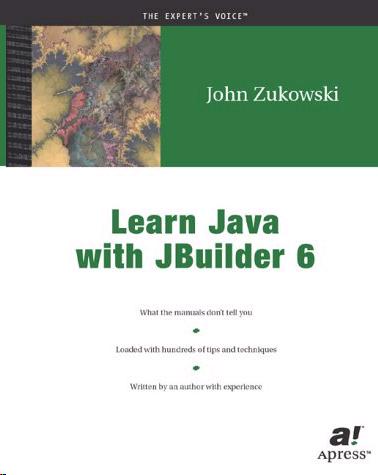 THE EXPERT'S VOICE™
John Zukowski
Learn Java
with JBuilder 6
What the manuals don't tell you
Loaded with hundreds of tips and techniques
Written by an author with experience
a!
Apress™